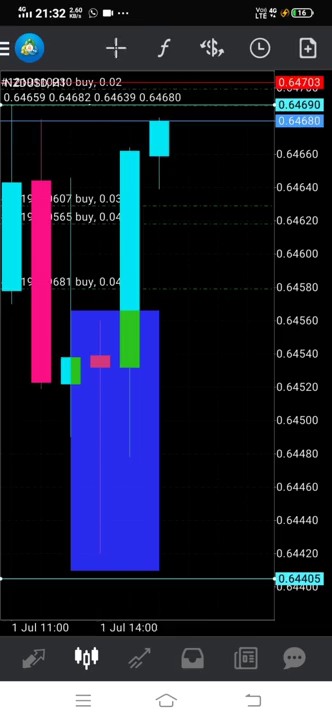 4G 21:32 2.60 KB/s
Vo9 LTE 4G 16
buy, 0.02
0.64703
0.64659 0.64682 0.64639 0.64680
0.64690
0.64680
0.64660
0.64640
buy, 0.03
0.64620
buy, 0.04
0.64600
buy, 0.04
0.64580
0.64560
0.64540
0.64520
0.64500
0.64480
0.64460
0.64440
0.64420
0.64405
0.64400
1 Jul 11:00 1 Jul 14:00